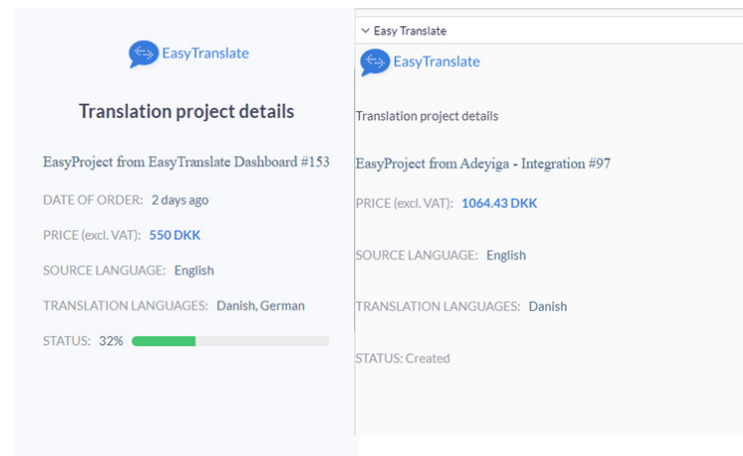 EasyTranslate
Translation project details
EasyProject from EasyTranslate Dashboard #153
DATE OF ORDER: 2 days ago
PRICE (excl. VAT): 550 DKK
SOURCE LANGUAGE: English
TRANSLATION LANGUAGES: Danish, German
STATUS: 32%
Easy Translate
EasyTranslate
Translation project details
EasyProject from Adeyiga - Integration #97
PRICE (excl. VAT): 1064.43 DKK
SOURCE LANGUAGE: English
TRANSLATION LANGUAGES: Danish
STATUS: Created